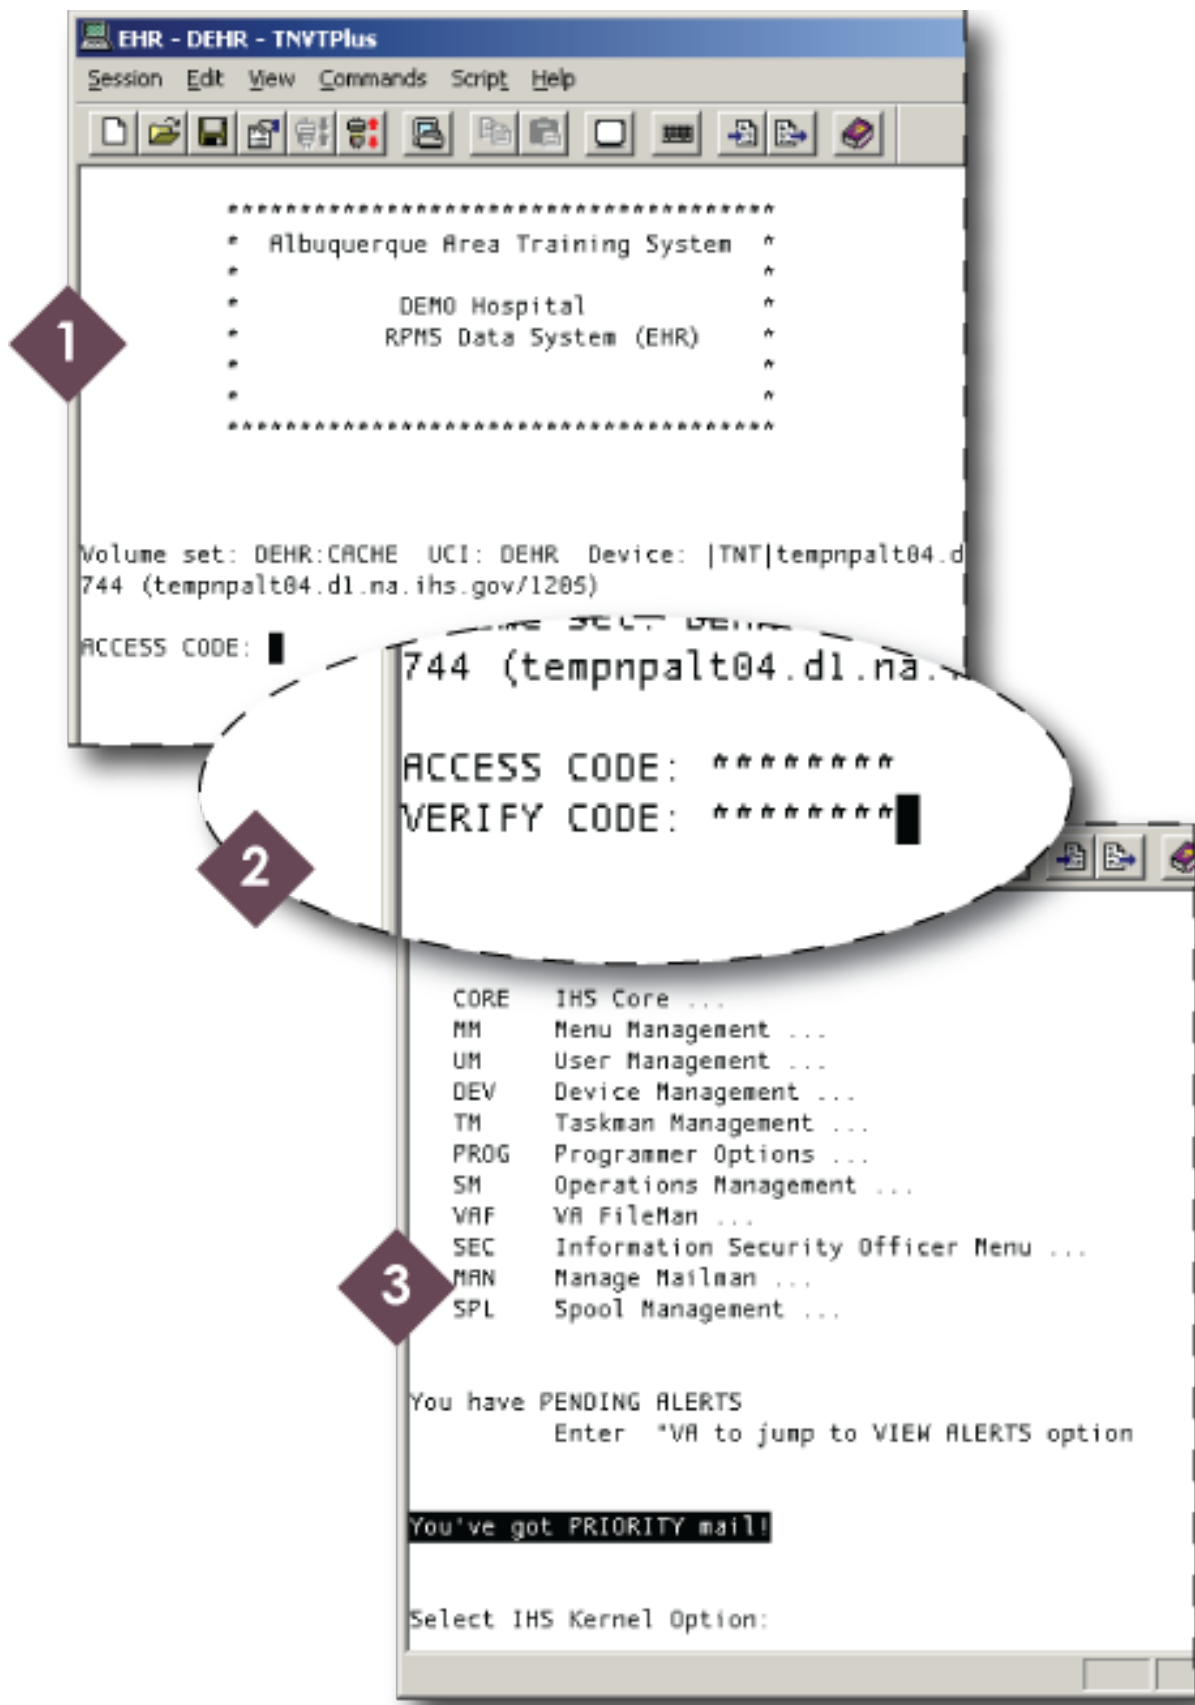 EHR - DEHR - TNVTPlus
Session Edit View Commands Script Help
***************************************
* Albuquerque Area Training System *
* *
* DEMO Hospital *
* RPMS Data System (EHR) *
* *
* *
***************************************
1
Volume set: DEHR:CACHE UCI: DEHR Device: |TNT|tempnpalt04.d
744 (tempnpalt04.dl.na.ihs.gov/1205)
ACCESS CODE:
744 (tempnpalt04.dl.na.
ACCESS CODE: ********
VERIFY CODE: ********
2
CORE IHS Core ...
MM Menu Management ...
UM User Management ...
DEV Device Management ...
TM Taskman Management ...
PROG Programmer Options ...
SM Operations Management ...
VAF VA FileMan ...
SEC Information Security Officer Menu ...
3
MAN Manage Mailman ...
SPL Spool Management ...
You have PENDING ALERTS
Enter "VA to jump to VIEW ALERTS option
You've got PRIORITY mail!
Select IHS Kernel Option: